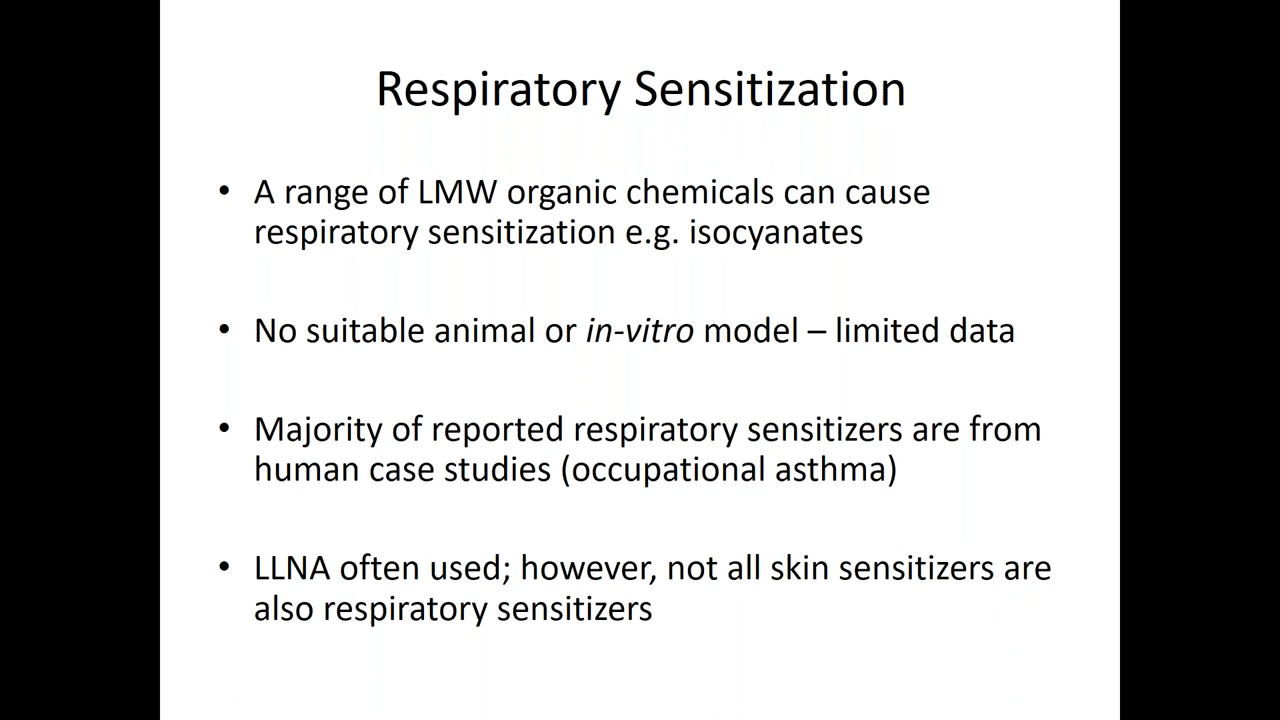 Respiratory Sensitization
• A range of LMW organic chemicals can cause
respiratory sensitization e.g. isocyanates
• No suitable animal or in-vitro model – limited data
• Majority of reported respiratory sensitizers are from
human case studies (occupational asthma)
• LLNA often used; however, not all skin sensitizers are
also respiratory sensitizers